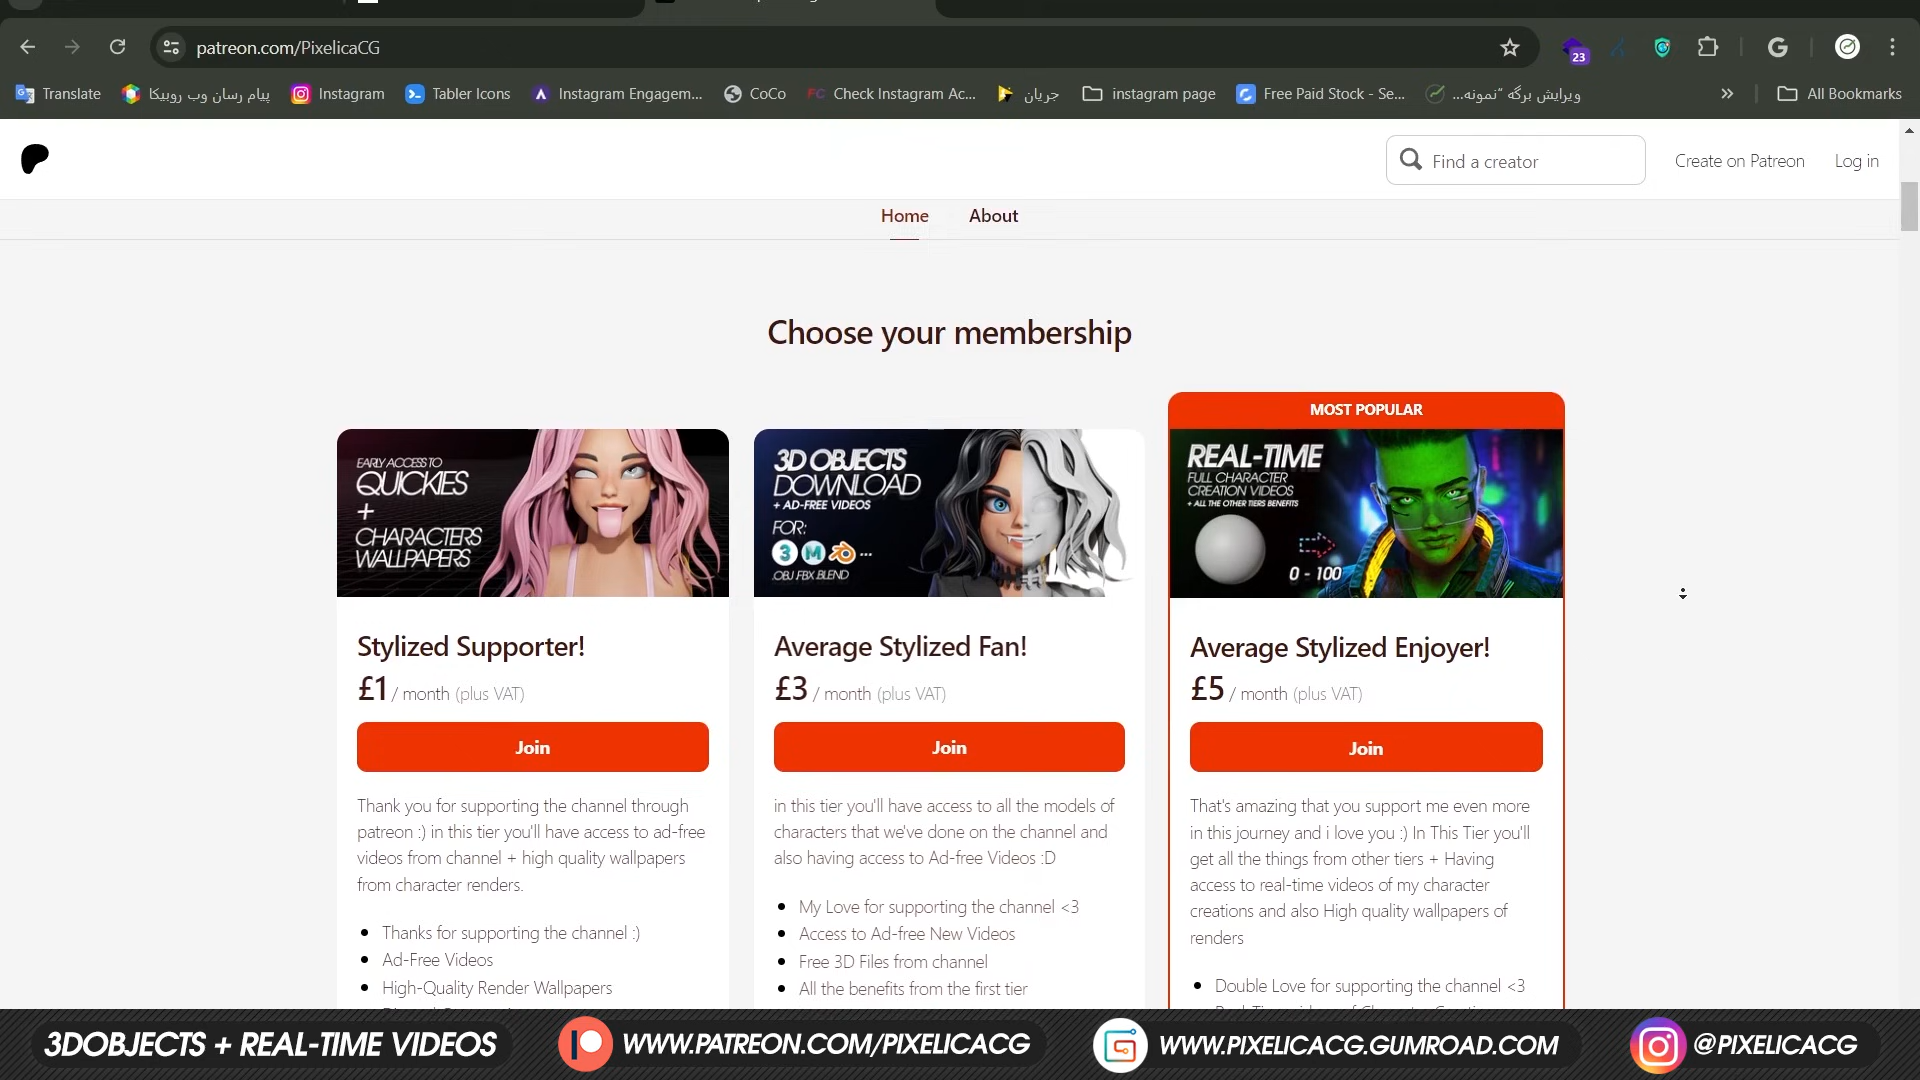 patreon.com/PixelicaCG
23
Translate
پیام رسان وب روبیکا
Instagram
Tabler Icons
Instagram Engagem...
CoCo
FC Check Instagram Ac...
جریان
instagram page
Free Paid Stock - Se...
ویرایش برگه “نمونه...
All Bookmarks
Find a creator
Create on Patreon
Log in
Home
About
Choose your membership
EARLY ACCESS TO
QUICKIES
+
CHARACTERS
WALLPAPERS
Stylized Supporter!
£1 / month (plus VAT)
Join
Thank you for supporting the channel through
patreon :) in this tier you'll have access to ad-free
videos from channel + high quality wallpapers
from character renders.
Thanks for supporting the channel :)
Ad-Free Videos
High-Quality Render Wallpapers
3D OBJECTS
DOWNLOAD
+ AD-FREE VIDEOS
FOR:
3 M ...
.OBJ FBX BLEND
Average Stylized Fan!
£3 / month (plus VAT)
Join
in this tier you'll have access to all the models of
characters that we've done on the channel and
also having access to Ad-free Videos :D
My Love for supporting the channel <3
Access to Ad-free New Videos
Free 3D Files from channel
All the benefits from the first tier
MOST POPULAR
REAL-TIME
FULL CHARACTER
CREATION VIDEOS
+ ALL THE OTHER TIERS BENEFITS
0 - 100
Average Stylized Enjoyer!
£5 / month (plus VAT)
Join
That's amazing that you support me even more
in this journey and i love you :) In This Tier you'll
get all the things from other tiers + Having
access to real-time videos of my character
creations and also High quality wallpapers of
renders
Double Love for supporting the channel <3
3DOBJECTS + REAL-TIME VIDEOS
WWW.PATREON.COM/PIXELICACG
WWW.PIXELICACG.GUMROAD.COM
@PIXELICACG